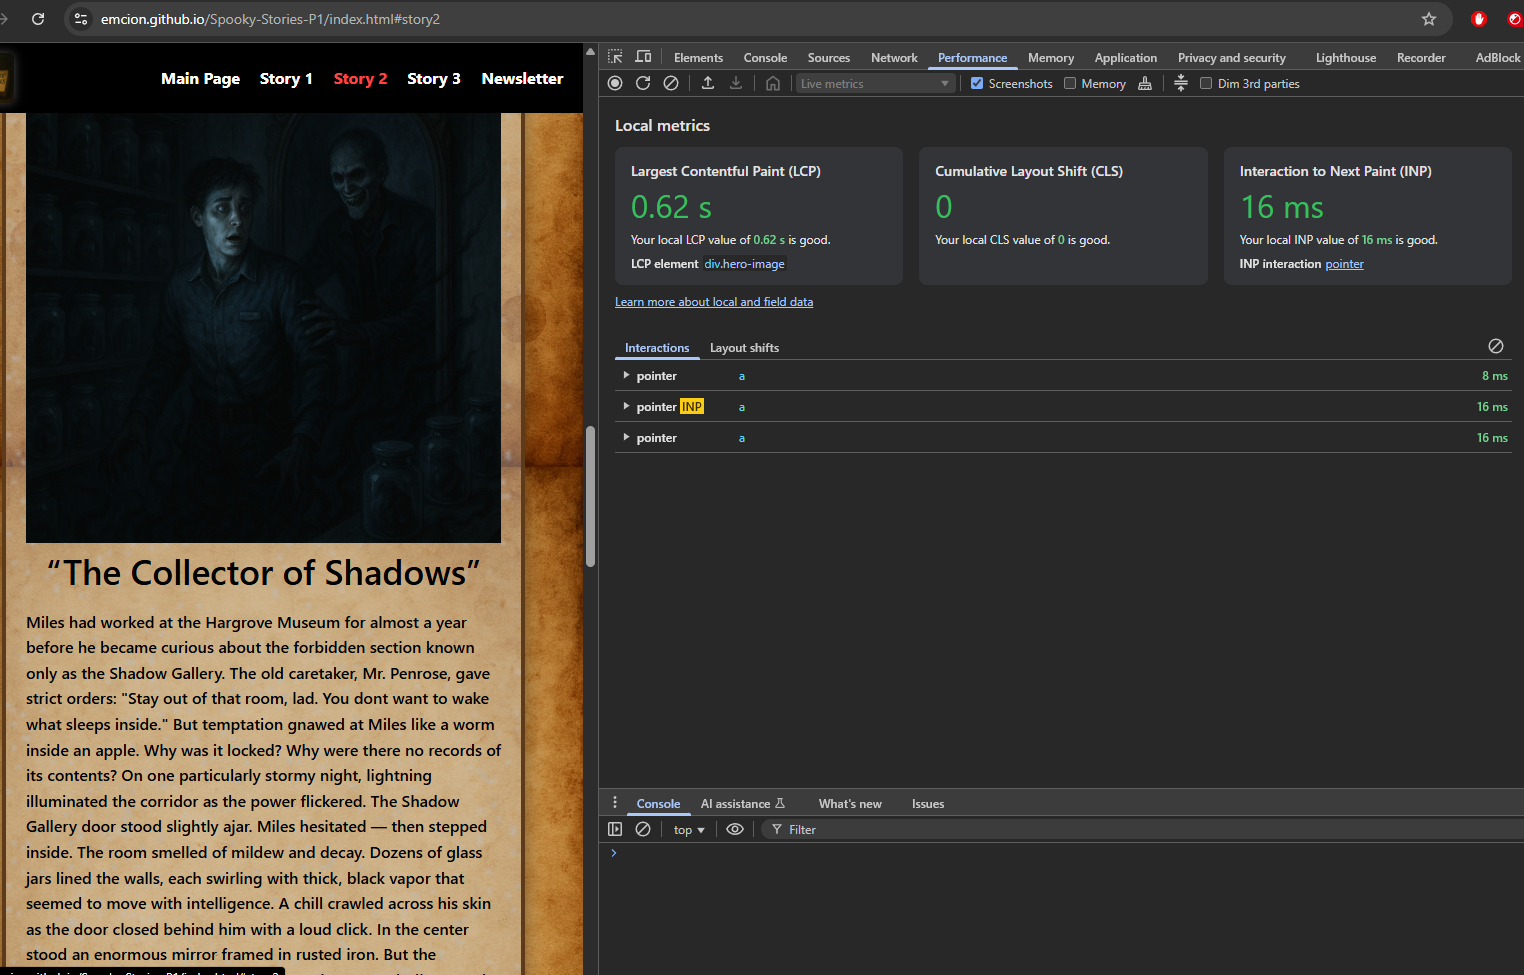 emcion.github.io/Spooky-Stories-P1/index.html#story2
Main Page Story 1 Story 2 Story 3 Newsletter
“The Collector of Shadows”
Miles had worked at the Hargrove Museum for almost a year
before he became curious about the forbidden section known
only as the Shadow Gallery. The old caretaker, Mr. Penrose, gave
strict orders: "Stay out of that room, lad. You dont want to wake
what sleeps inside." But temptation gnawed at Miles like a worm
inside an apple. Why was it locked? Why were there no records of
its contents? On one particularly stormy night, lightning
illuminated the corridor as the power flickered. The Shadow
Gallery door stood slightly ajar. Miles hesitated — then stepped
inside. The room smelled of mildew and decay. Dozens of glass
jars lined the walls, each swirling with thick, black vapor that
seemed to move with intelligence. A chill crawled across his skin
as the door closed behind him with a loud click. In the center
stood an enormous mirror framed in rusted iron. But the
Elements Console Sources Network Performance Memory Application Privacy and security Lighthouse Recorder AdBlock
Live metrics Screenshots Memory Dim 3rd parties
Local metrics
Largest Contentful Paint (LCP)
0.62 s
Your local LCP value of 0.62 s is good.
LCP element div.hero-image
Cumulative Layout Shift (CLS)
0
Your local CLS value of 0 is good.
Interaction to Next Paint (INP)
16 ms
Your local INP value of 16 ms is good.
INP interaction pointer
Learn more about local and field data
Interactions Layout shifts
pointer a 8 ms
pointer INP a 16 ms
pointer a 16 ms
Console AI assistance What's new Issues
top Filter